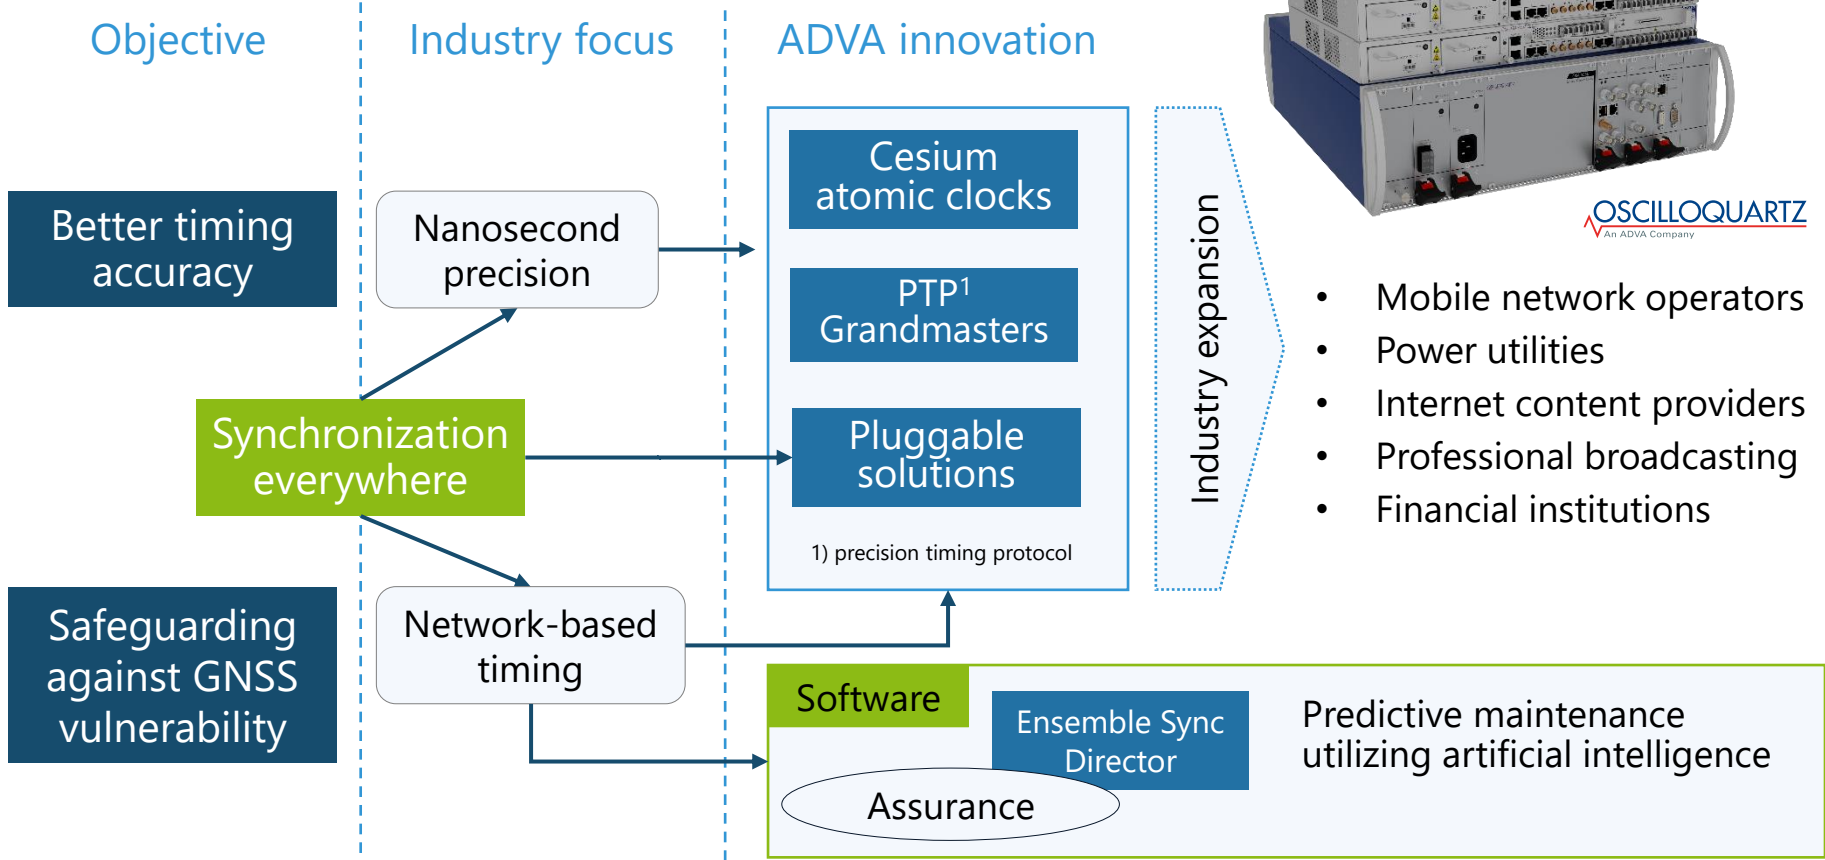 Objective
Industry focus
ADVA innovation
Better timing
accuracy
Nanosecond
precision
Cesium
atomic clocks
PTP¹
Grandmasters
Synchronization
everywhere
Pluggable
solutions
1) precision timing protocol
Industry expansion
OSCILLOQUARTZ
An ADVA Company
• Mobile network operators
• Power utilities
• Internet content providers
• Professional broadcasting
• Financial institutions
Safeguarding
against GNSS
vulnerability
Network-based
timing
Software
Ensemble Sync
Director
Assurance
Predictive maintenance
utilizing artificial intelligence